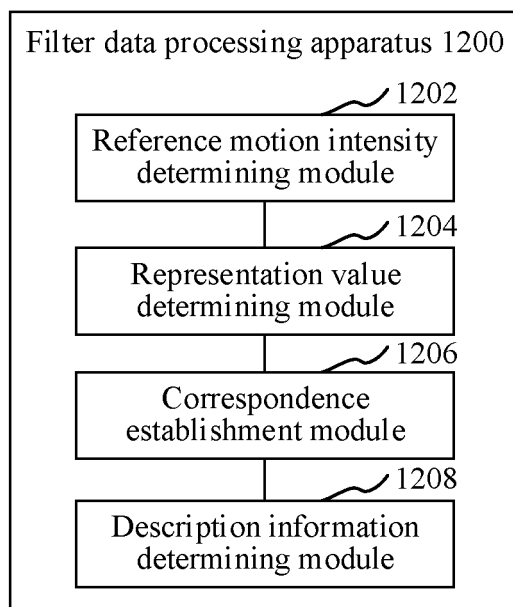 Filter data processing apparatus 1200
1202
Reference motion intensity
determining module
1204
Representation value
determining module
1206
Correspondence
establishment module
1208
Description information
determining module